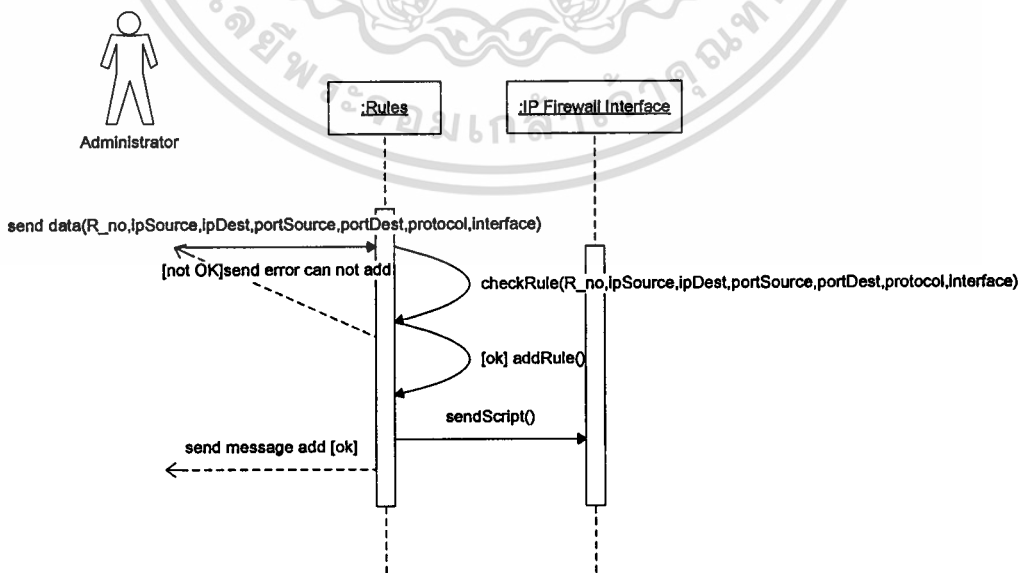 Administrator
:Rules
:IP Firewall Interface
send data(R_no,ipSource,ipDest,portSource,portDest,protocol,interface)
[not OK]send error can not add
checkRule(R_no,ipSource,ipDest,portSource,portDest,protocol,interface)
[ok] addRule()
sendScript()
send message add [ok]